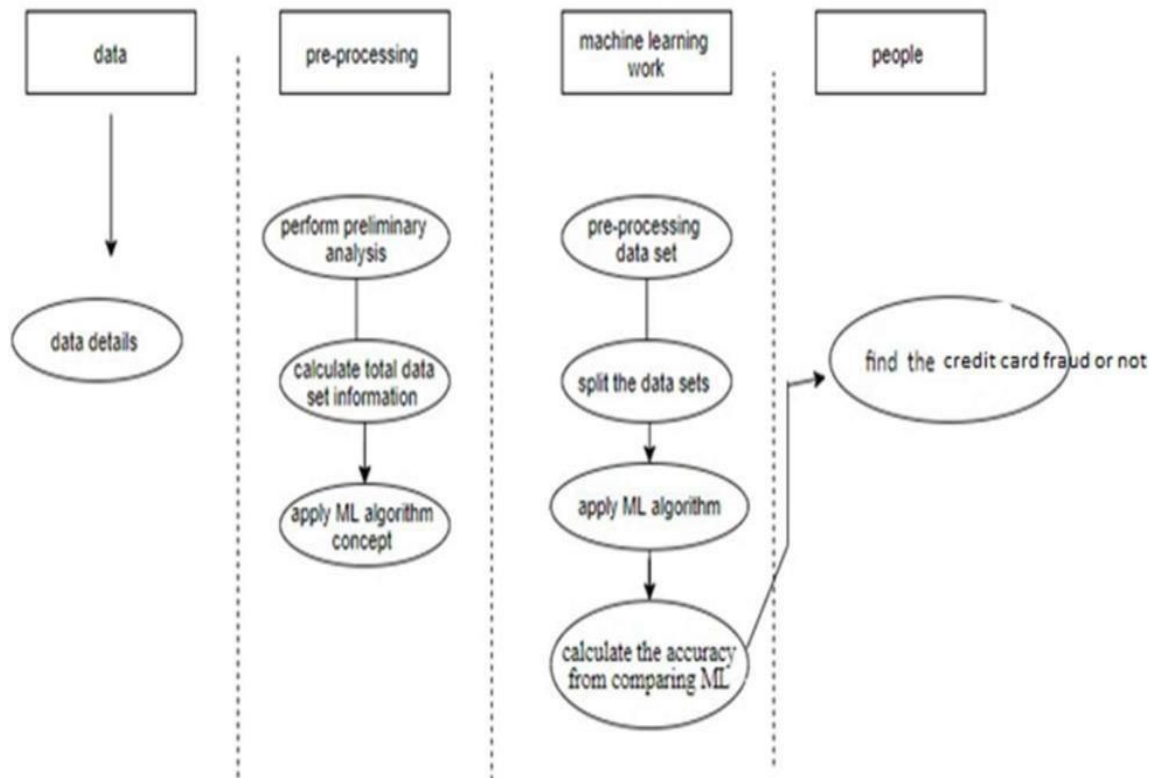 data
pre-processing
machine learning
work
people
data details
perform preliminary
analysis
calculate total data
set information
apply ML algorithm
concept
pre-processing
data set
split the data sets
apply ML algorithm
calculate the accuracy
from comparing ML
find the credit card fraud or not